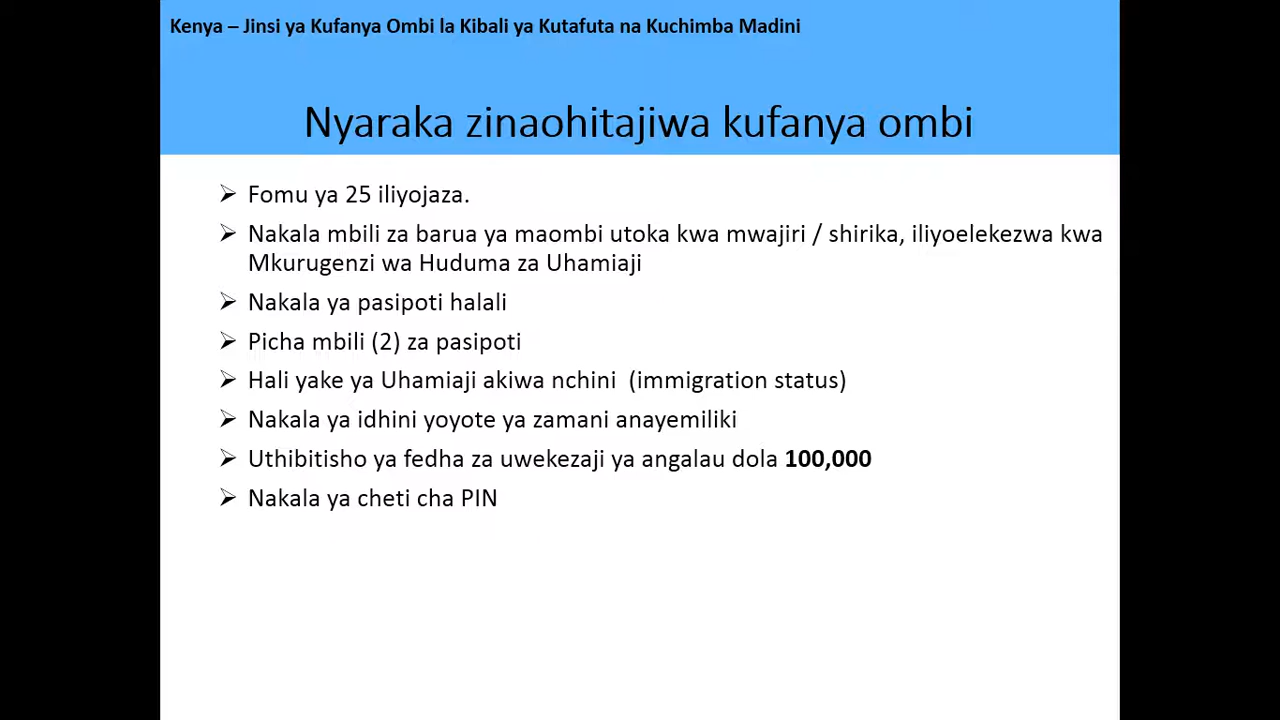 Kenya – Jinsi ya Kufanya Ombi la Kibali ya Kutafuta na Kuchimba Madini
Nyaraka zinaohitajiwa kufanya ombi
➢ Fomu ya 25 iliyojaza.
➢ Nakala mbili za barua ya maombi utoka kwa mwajiri / shirika, iliyoelekezwa kwa
Mkurugenzi wa Huduma za Uhamiaji
➢ Nakala ya pasipoti halali
➢ Picha mbili (2) za pasipoti
➢ Hali yake ya Uhamiaji akiwa nchini (immigration status)
➢ Nakala ya idhini yoyote ya zamani anayemiliki
➢ Uthibitisho ya fedha za uwekezaji ya angalau dola 100,000
➢ Nakala ya cheti cha PIN